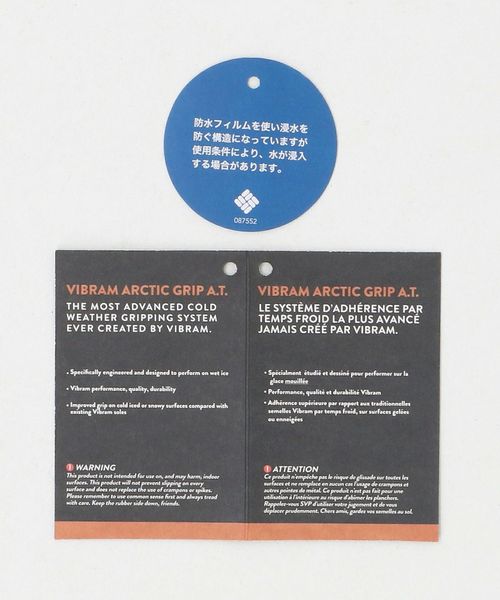 防水フィルムを使い浸水を
防ぐ構造になっていますが
使用条件により、水が浸入
する場合があります。
087552
VIBRAM ARCTIC GRIP A.T.
THE MOST ADVANCED COLD
WEATHER GRIPPING SYSTEM
EVER CREATED BY VIBRAM.
• Specifically engineered and designed to perform on wet ice
• Vibram performance, quality, durability
• Improved grip on cold iced or snowy surfaces compared with
existing Vibram soles
! WARNING
This product is not intended for use on, and may harm, indoor
surfaces. This product will not prevent slipping on every
surface and does not replace the use of crampons or spikes.
Please remember to use common sense first and always tread
with care. Keep the rubber side down, friends.
VIBRAM ARCTIC GRIP A.T.
LE SYSTÈME D'ADHÉRENCE PAR
TEMPS FROID LA PLUS AVANCÉ
JAMAIS CRÉÉ PAR VIBRAM.
• Spécialment étudié et dessiné pour performer sur la
glace mouillée
• Performance, qualité et durabilité Vibram
• Adhérence supérieure par rapport aux traditionnelles
semelles Vibram par temps froid, sur surfaces gelées
ou enneigées
! ATTENTION
Ce produit n'empêche pas le risque de glissade sur toutes les
surfaces et ne remplace en aucun cas l'usage de crampons et
autres pointes de métal. Ce produit n'est pas fait pour une
utilisation à l'intérieure au risque d'abimer les planchers.
Rappelez-vous SVP d'utiliser votre jugement et de vous
déplacer prudemment. Chers amis, gardez vos semelles au sol.